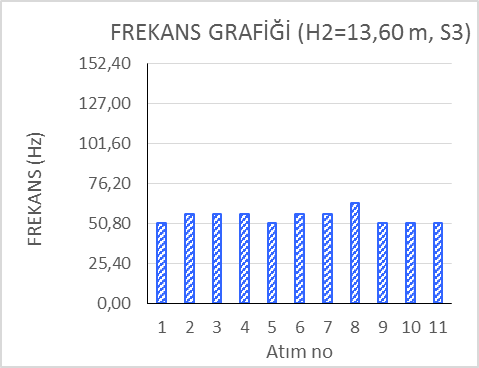 FREKANS GRAFİĞİ (H2=13,60 m, S3)
FREKANS (Hz)
152,40
127,00
101,60
76,20
50,80
25,40
0,00
1 2 3 4 5 6 7 8 9 10 11
Atım no